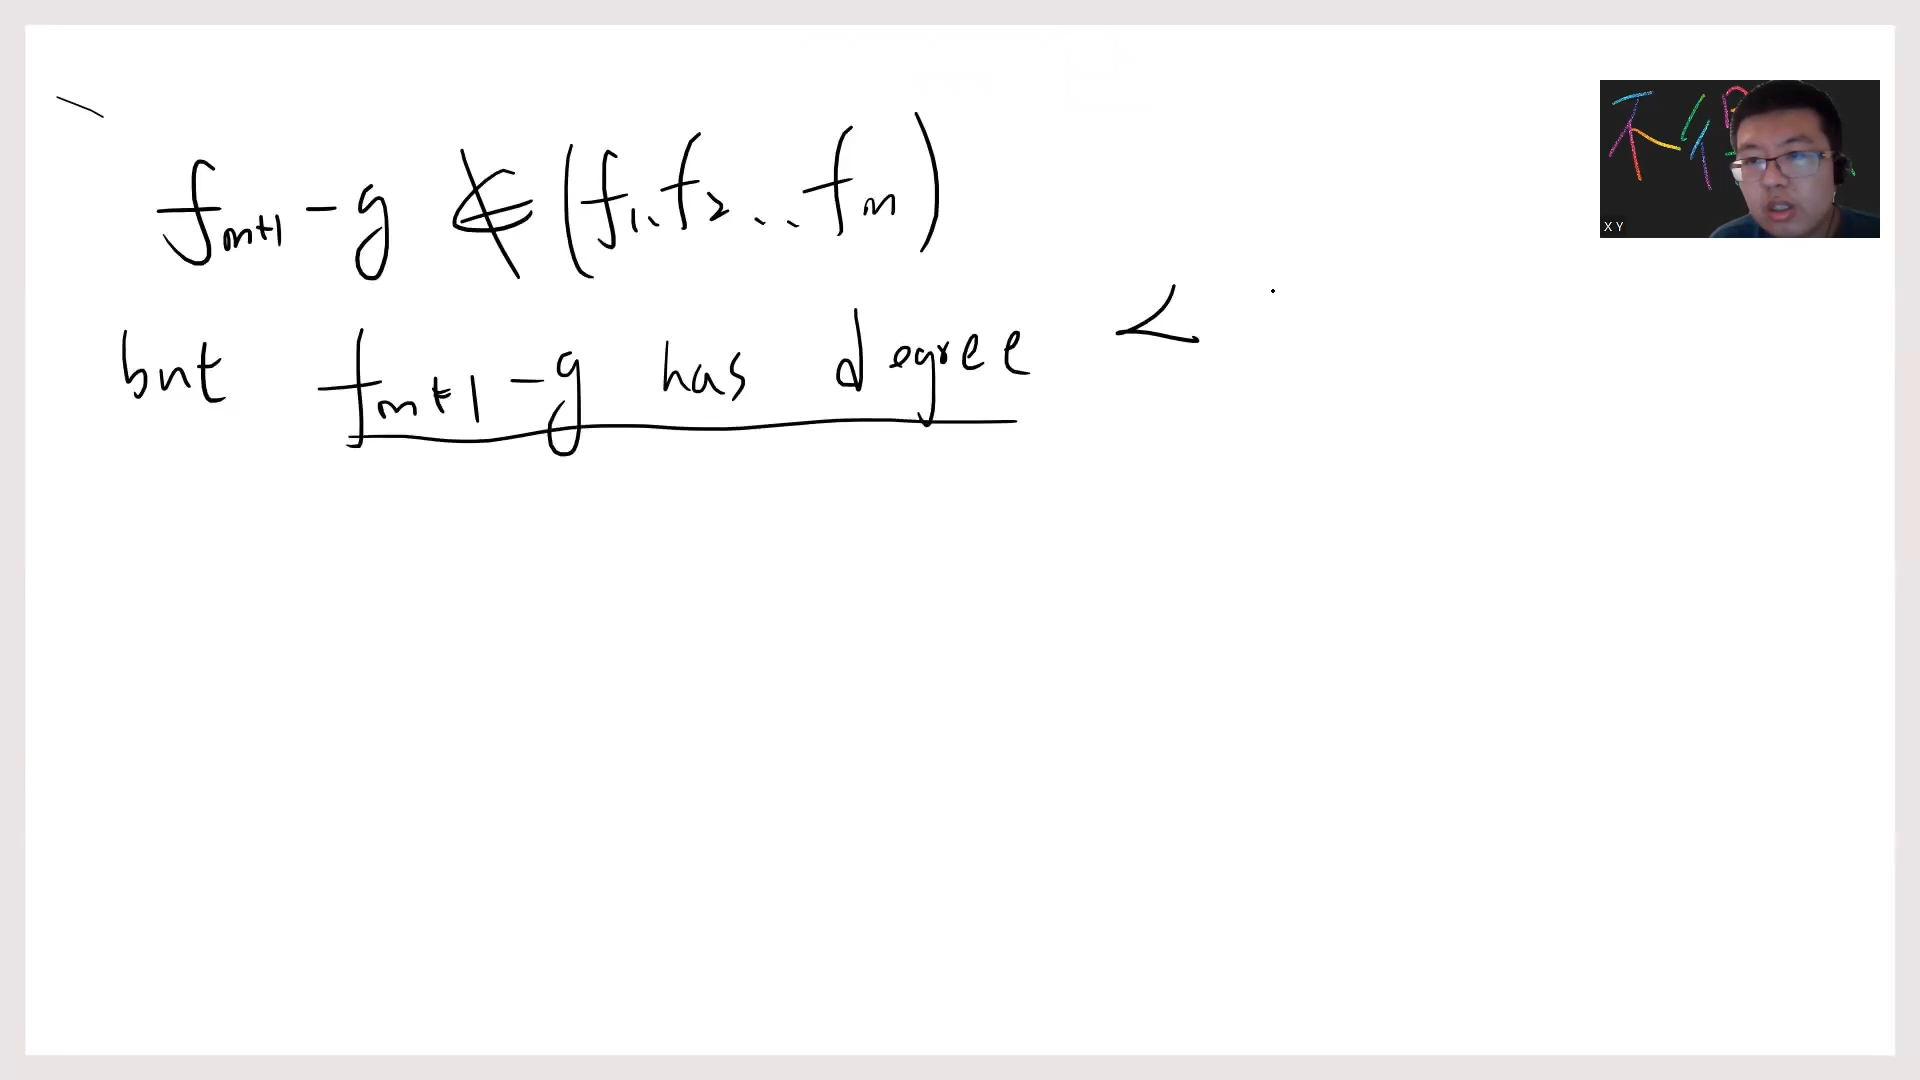 f_{m+1} - g ∉ (f_1, f_2 ... f_m)
but f_{m+1} - g has degree <
X Y